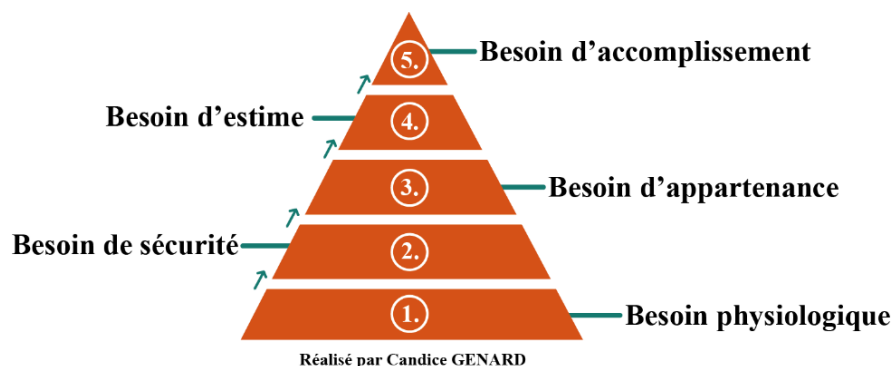 5.
Besoin d’accomplissement
Besoin d’estime
4.
3.
Besoin d’appartenance
Besoin de sécurité
2.
1.
Besoin physiologique
Réalisé par Candice GENARD